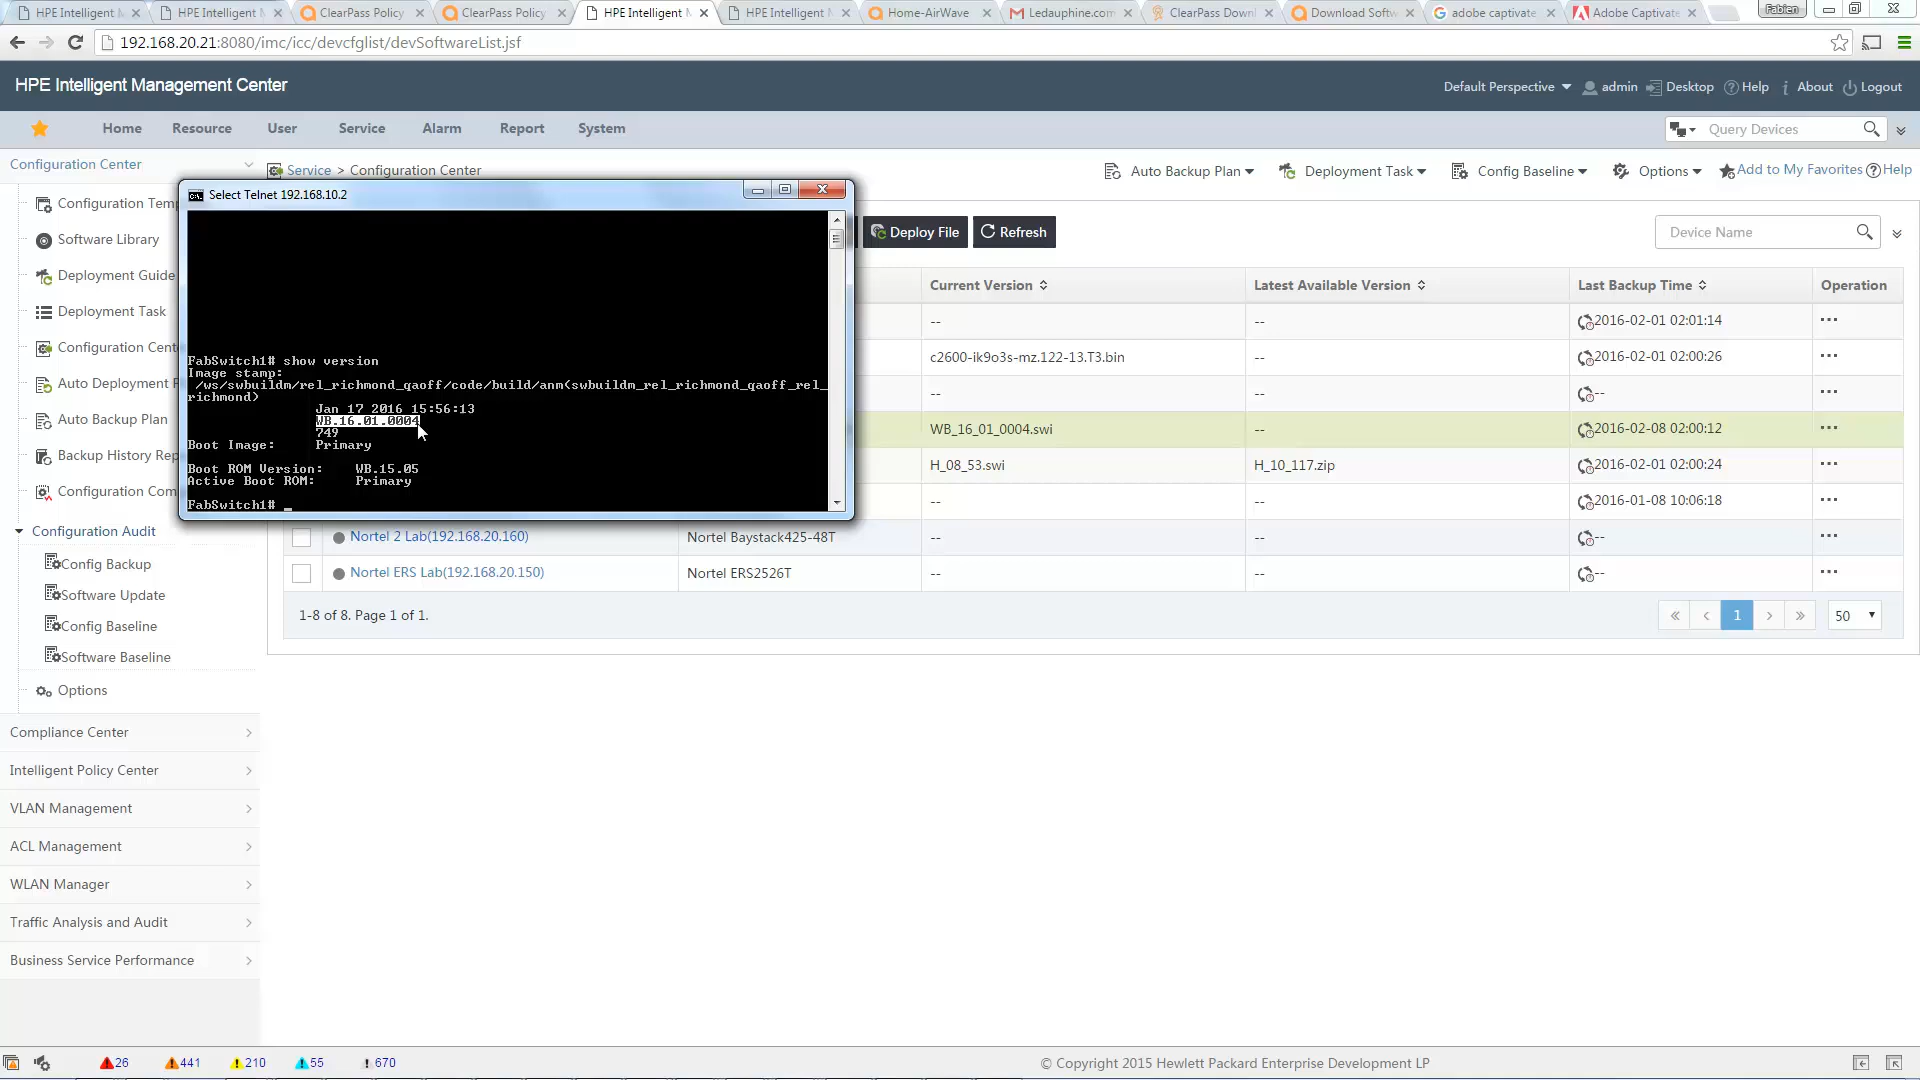 HPE Intelligent M
HPE Intelligent M
ClearPass Policy
ClearPass Policy
HPE Intelligent M
HPE Intelligent M
Home-AirWave
Ledauphine.com
ClearPass Down
Download Softw
adobe captivate
Adobe Captivate
Fabien
192.168.20.21:8080/imc/icc/devcfglist/devSoftwareList.jsf
HPE Intelligent Management Center
Default Perspective
admin
Desktop
Help
About
Logout
Home
Resource
User
Service
Alarm
Report
System
Query Devices
Configuration Center
Service > Configuration Center
Auto Backup Plan
Deployment Task
Config Baseline
Options
Add to My Favorites
Help
Configuration Temp
Software Library
Deployment Guide
Deployment Task
Configuration Cent
Auto Deployment P
Auto Backup Plan
Backup History Rep
Configuration Com
Configuration Audit
Config Backup
Software Update
Config Baseline
Software Baseline
Options
Compliance Center
Intelligent Policy Center
VLAN Management
ACL Management
WLAN Manager
Traffic Analysis and Audit
Business Service Performance
Select Telnet 192.168.10.2
FabSwitch1# show version
Image stamp:
/ws/swbuildm/rel_richmond_qaoff/code/build/anm(swbuildm_rel_richmond_qaoff_rel_
richmond)
Jan 17 2016 15:56:13
WB.16.01.0004
749
Boot Image: Primary
Boot ROM Version: WB.15.05
Active Boot ROM: Primary
FabSwitch1# _
Deploy File
Refresh
Device Name
Current Version
Latest Available Version
Last Backup Time
Operation
-- -- 2016-02-01 02:01:14 ...
c2600-ik9o3s-mz.122-13.T3.bin -- 2016-02-01 02:00:26 ...
-- -- -- ...
WB_16_01_0004.swi -- 2016-02-08 02:00:12 ...
H_08_53.swi H_10_117.zip 2016-02-01 02:00:24 ...
-- -- 2016-01-08 10:06:18 ...
Nortel 2 Lab(192.168.20.160) Nortel Baystack425-48T -- -- -- ...
Nortel ERS Lab(192.168.20.150) Nortel ERS2526T -- -- -- ...
1-8 of 8. Page 1 of 1.
« ‹ 1 › »
50
26
441
210
55
670
© Copyright 2015 Hewlett Packard Enterprise Development LP